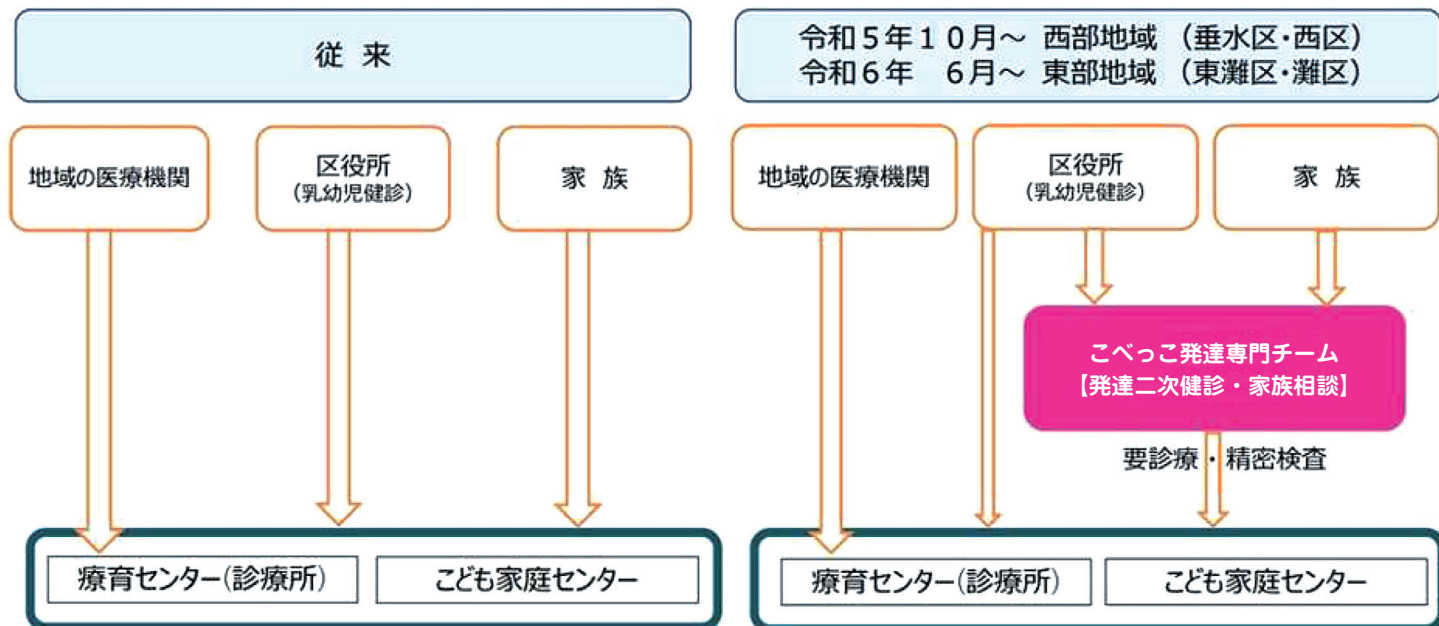 従 来
地域の医療機関
区役所
(乳幼児健診)
家 族
療育センター(診療所)
こども家庭センター
令和5年10月～ 西部地域 (垂水区・西区)
令和6年 6月～ 東部地域 (東灘区・灘区)
地域の医療機関
区役所
(乳幼児健診)
家 族
こべっこ発達専門チーム
【発達二次健診・家族相談】
要診療・精密検査
療育センター(診療所)
こども家庭センター